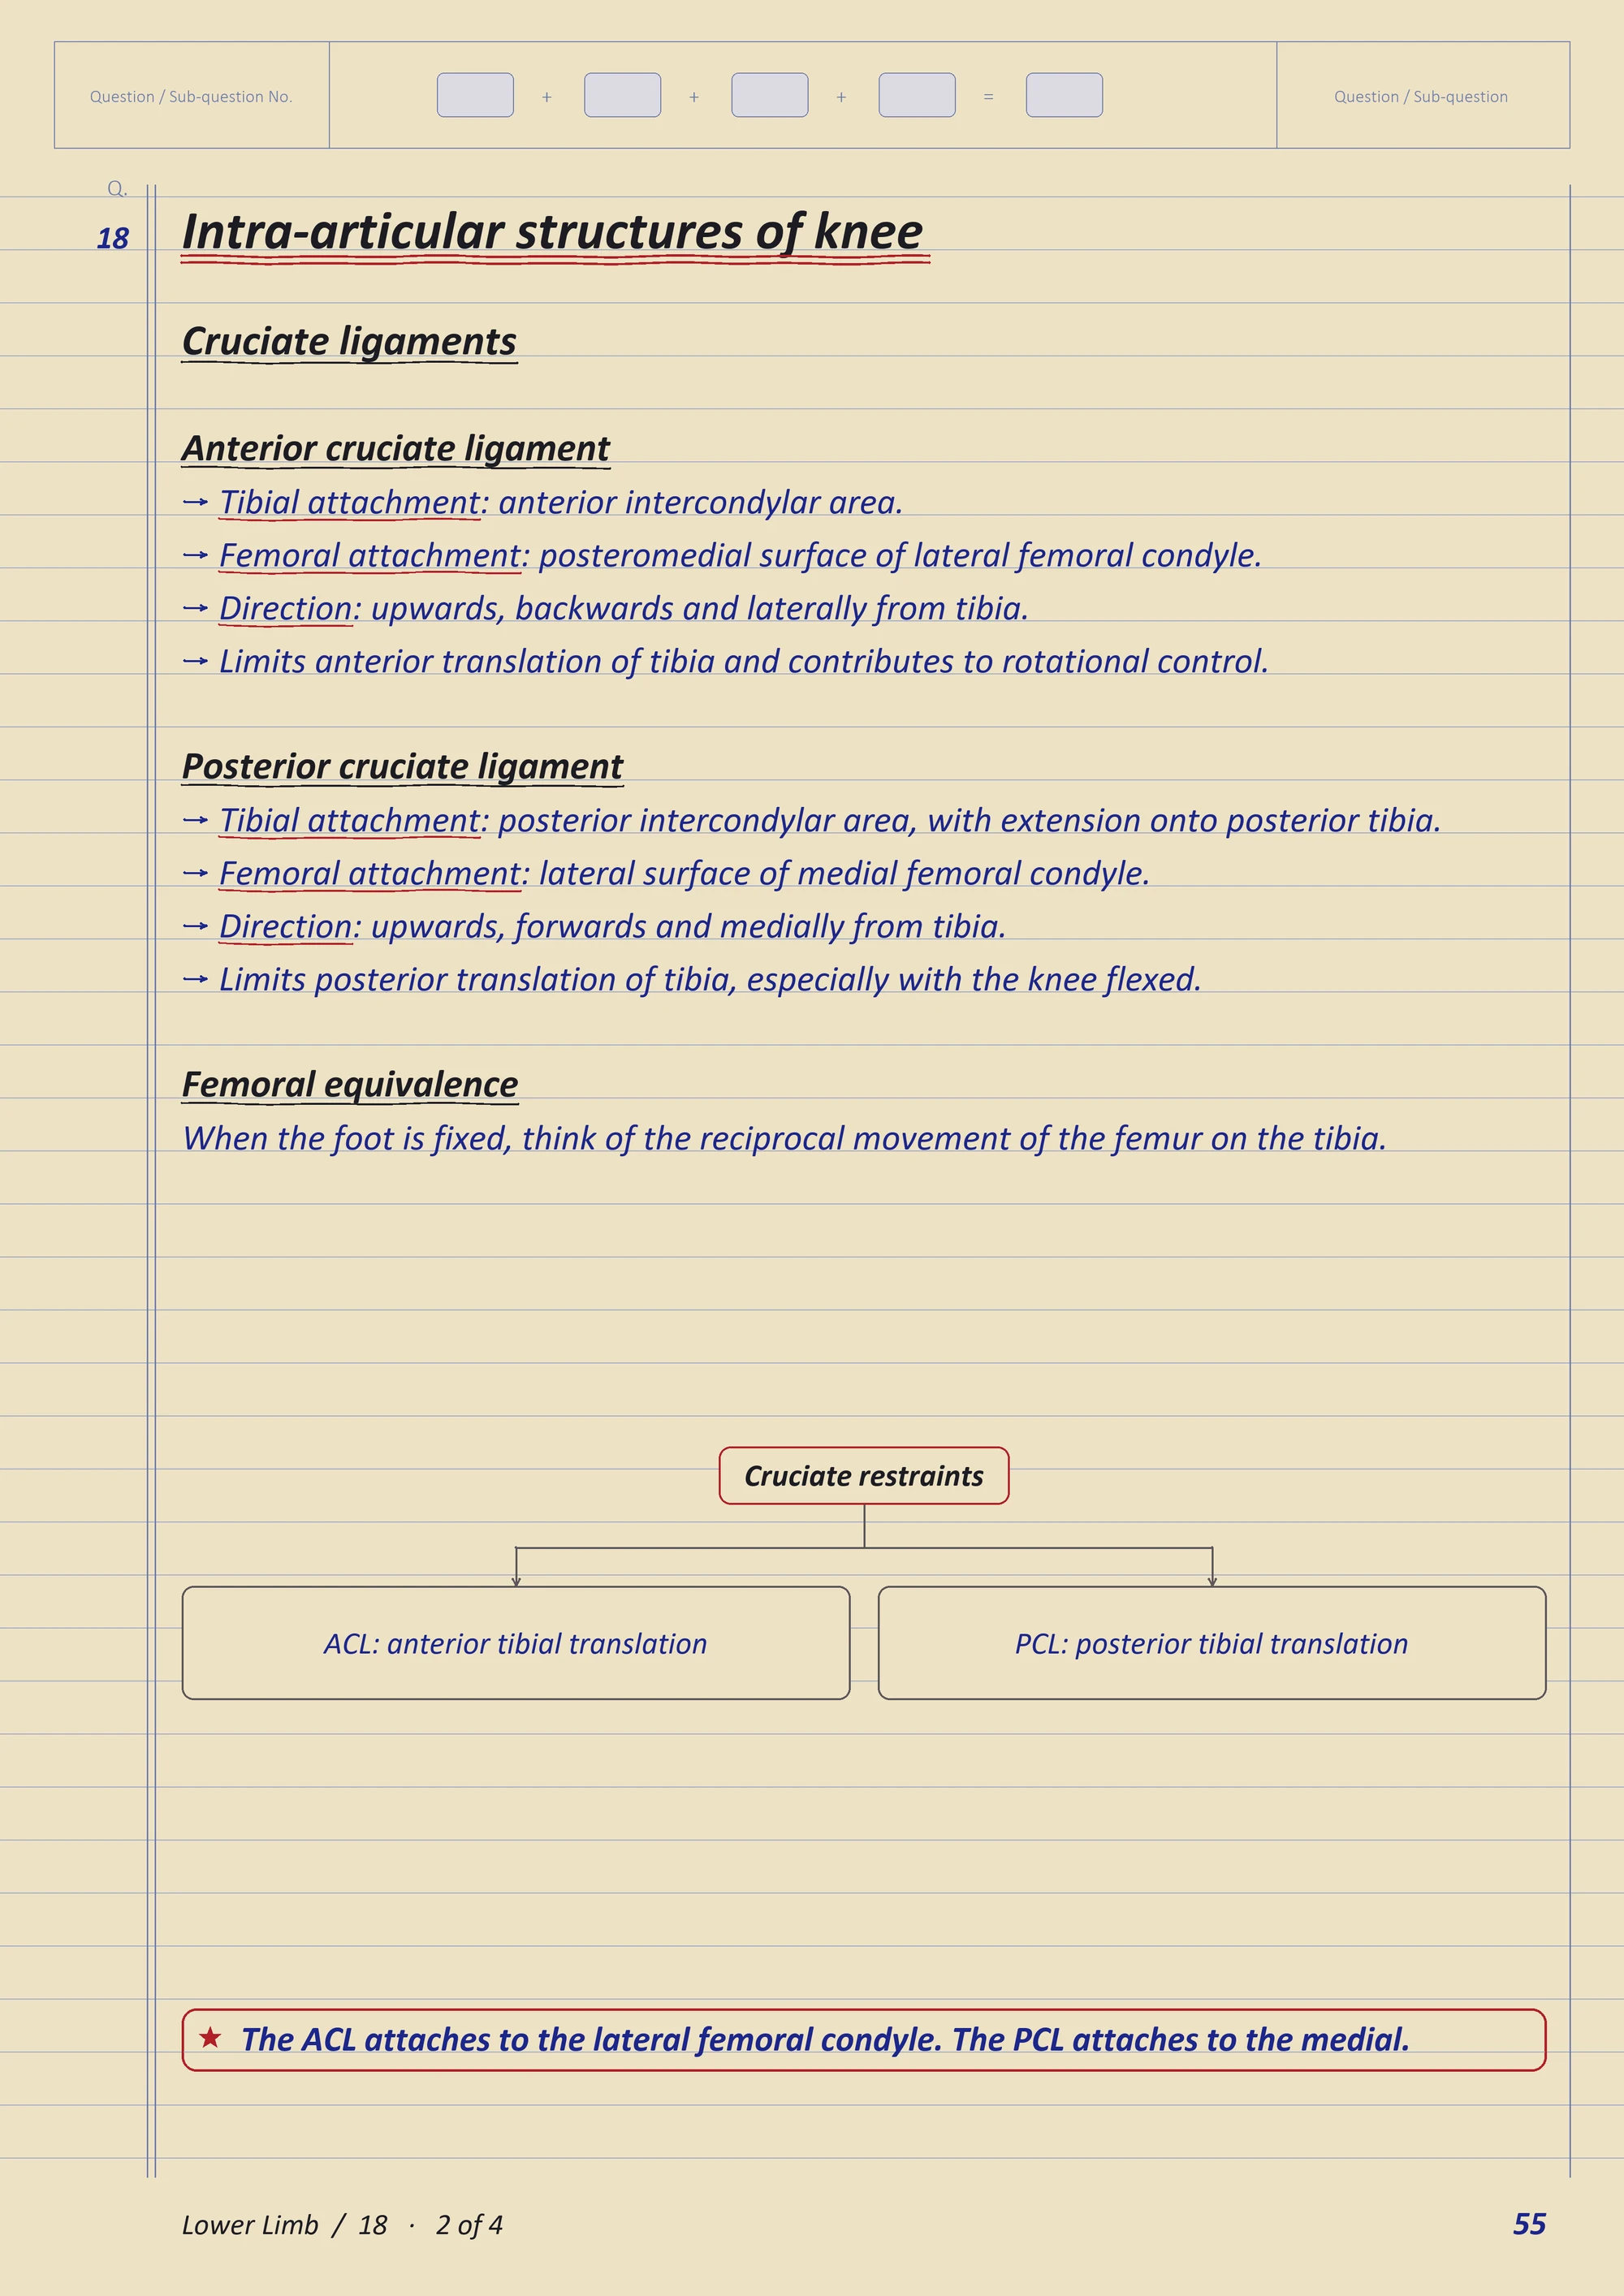 Question / Sub-question No.
+ + + =
Question / Sub-question
Q.
18
Intra-articular structures of knee
Cruciate ligaments
Anterior cruciate ligament
→ Tibial attachment: anterior intercondylar area.
→ Femoral attachment: posteromedial surface of lateral femoral condyle.
→ Direction: upwards, backwards and laterally from tibia.
→ Limits anterior translation of tibia and contributes to rotational control.
Posterior cruciate ligament
→ Tibial attachment: posterior intercondylar area, with extension onto posterior tibia.
→ Femoral attachment: lateral surface of medial femoral condyle.
→ Direction: upwards, forwards and medially from tibia.
→ Limits posterior translation of tibia, especially with the knee flexed.
Femoral equivalence
When the foot is fixed, think of the reciprocal movement of the femur on the tibia.
Cruciate restraints
ACL: anterior tibial translation
PCL: posterior tibial translation
★ The ACL attaches to the lateral femoral condyle. The PCL attaches to the medial.
Lower Limb / 18 · 2 of 4
55